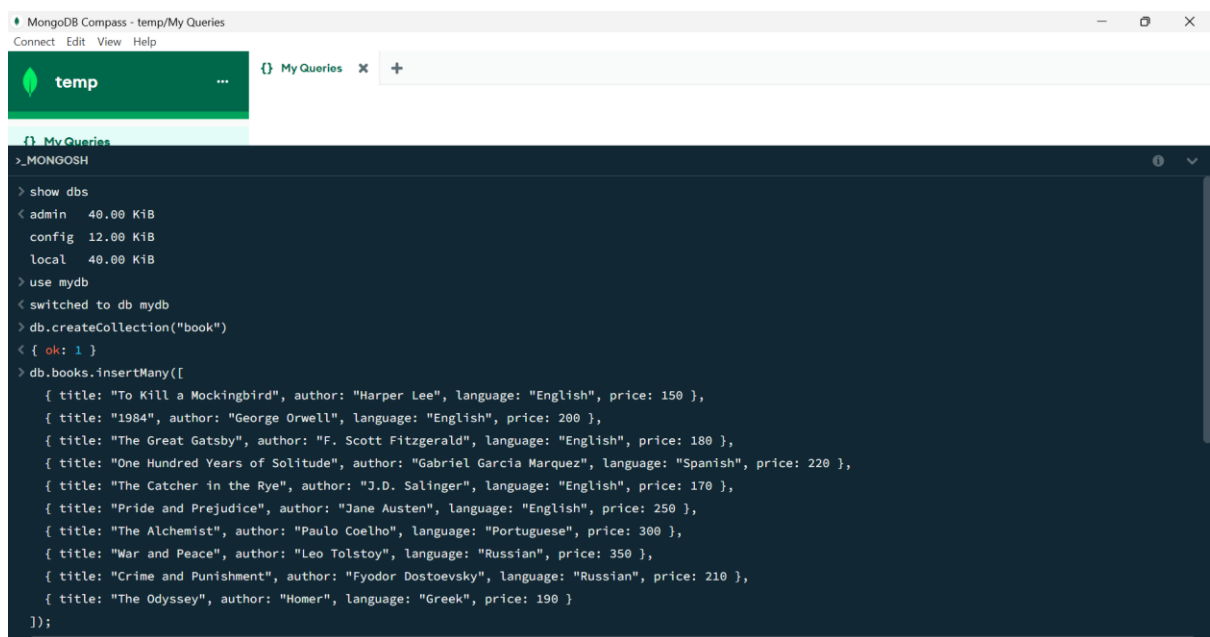 MongoDB Compass - temp/My Queries
Connect Edit View Help
temp ...
{} My Queries
{} My Queries
>_MONGOSH
> show dbs
< admin   40.00 KiB
config  12.00 KiB
local   40.00 KiB
> use mydb
< switched to db mydb
> db.createCollection("book")
< { ok: 1 }
> db.books.insertMany([
{ title: "To Kill a Mockingbird", author: "Harper Lee", language: "English", price: 150 },
{ title: "1984", author: "George Orwell", language: "English", price: 200 },
{ title: "The Great Gatsby", author: "F. Scott Fitzgerald", language: "English", price: 180 },
{ title: "One Hundred Years of Solitude", author: "Gabriel Garcia Marquez", language: "Spanish", price: 220 },
{ title: "The Catcher in the Rye", author: "J.D. Salinger", language: "English", price: 170 },
{ title: "Pride and Prejudice", author: "Jane Austen", language: "English", price: 250 },
{ title: "The Alchemist", author: "Paulo Coelho", language: "Portuguese", price: 300 },
{ title: "War and Peace", author: "Leo Tolstoy", language: "Russian", price: 350 },
{ title: "Crime and Punishment", author: "Fyodor Dostoevsky", language: "Russian", price: 210 },
{ title: "The Odyssey", author: "Homer", language: "Greek", price: 190 }
]);